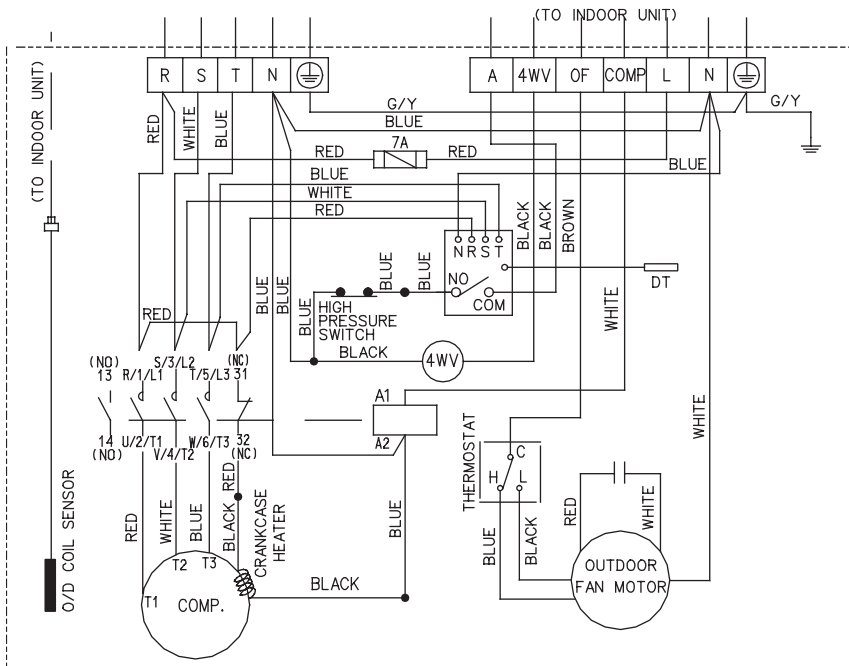 (TO INDOOR UNIT)
R S T N
A 4WV OF COMP L N
(TO INDOOR UNIT)
G/Y
G/Y
BLUE
RED
WHITE
BLUE
7A
RED
RED
BLUE
BLUE
WHITE
RED
BLACK
BLACK
BROWN
N R S T
NO
COM
DT
BLUE
BLUE
BLUE
BLUE
BLUE
HIGH
PRESSURE
SWITCH
WHITE
RED
BLACK
4WV
(NO)
13
R/1/L1
S/3/L2
T/5/L3
(NC)
31
A1
A2
14
(NO)
U/2/T1
V/4/T2
W/6/T3
32
(NC)
THERMOSTAT
C
H
L
WHITE
RED
WHITE
BLUE
RED
BLACK
CRANKCASE
HEATER
BLUE
BLUE
BLACK
RED
WHITE
OUTDOOR
FAN MOTOR
O/D COIL SENSOR
T1
T2
T3
COMP.
BLACK